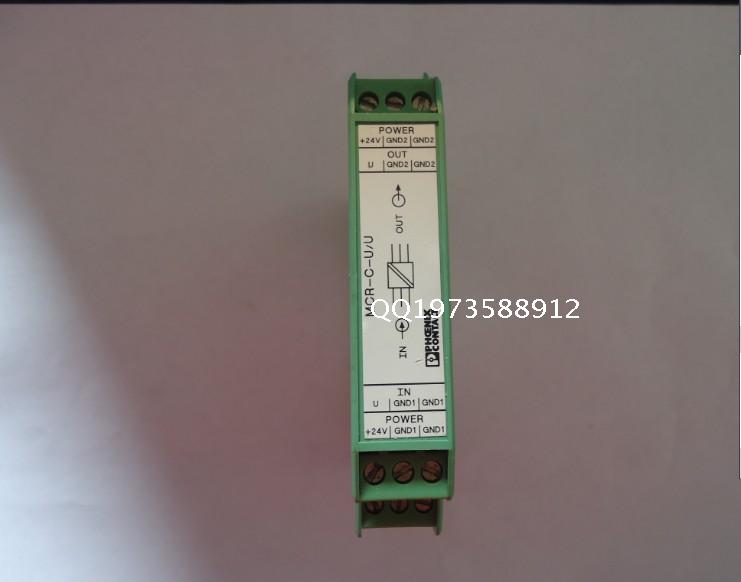 POWER
+24V GND2 GND2
OUT
U GND2 GND2
OUT
MCR-C-U/U
IN
PHŒNIX
CONTACT
QQ1973588912
IN
U GND1 GND1
POWER
+24V GND1 GND1